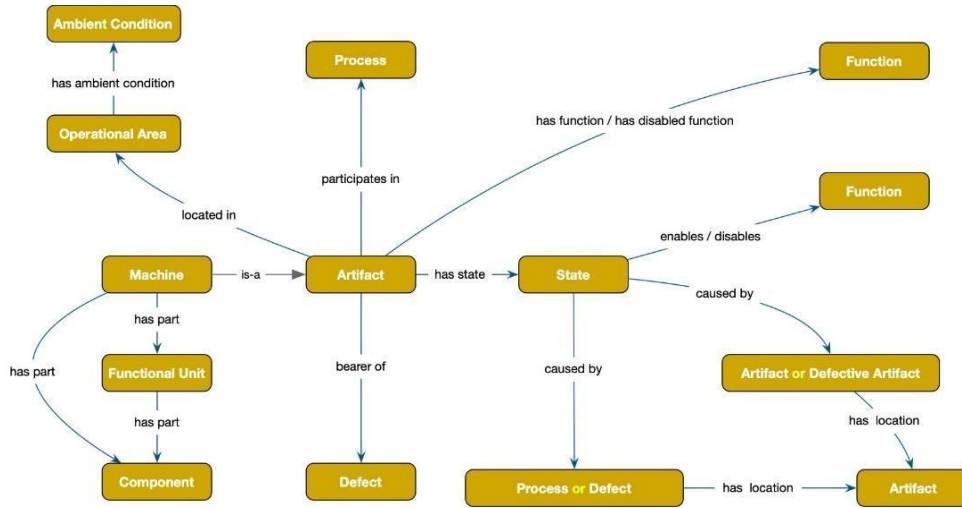 Ambient Condition
has ambient condition
Operational Area
located in
Process
participates in
Function
has function / has disabled function
Function
enables / disables
Machine
is-a
Artifact
has state
State
has part
has part
Functional Unit
has part
Component
bearer of
Defect
caused by
caused by
Artifact or Defective Artifact
has location
Process or Defect
has location
Artifact